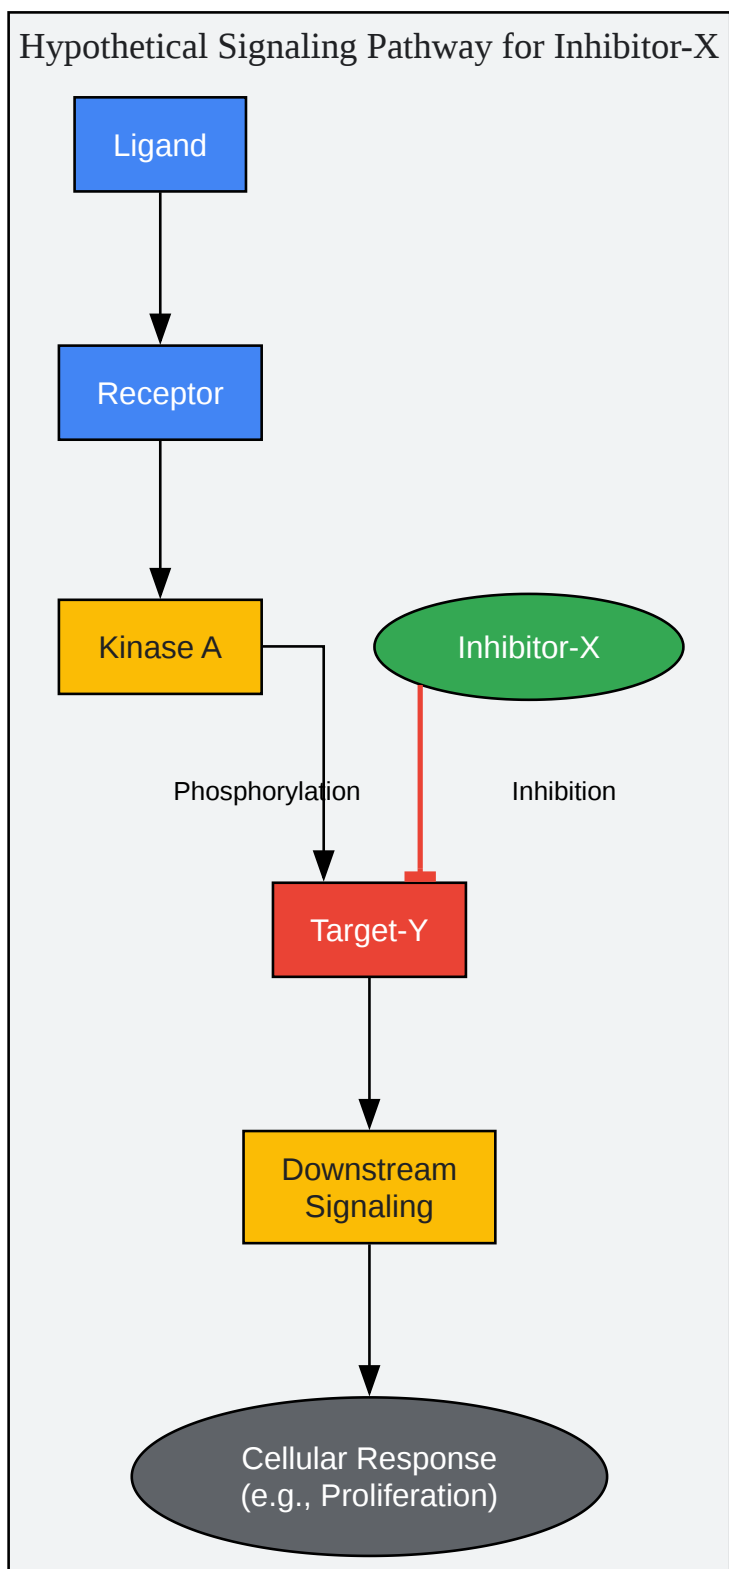 Hypothetical Signaling Pathway for Inhibitor-X
Ligand
Receptor
Kinase A
Inhibitor-X
Phosphorylation
Inhibition
Target-Y
Downstream
Signaling
Cellular Response
(e.g., Proliferation)